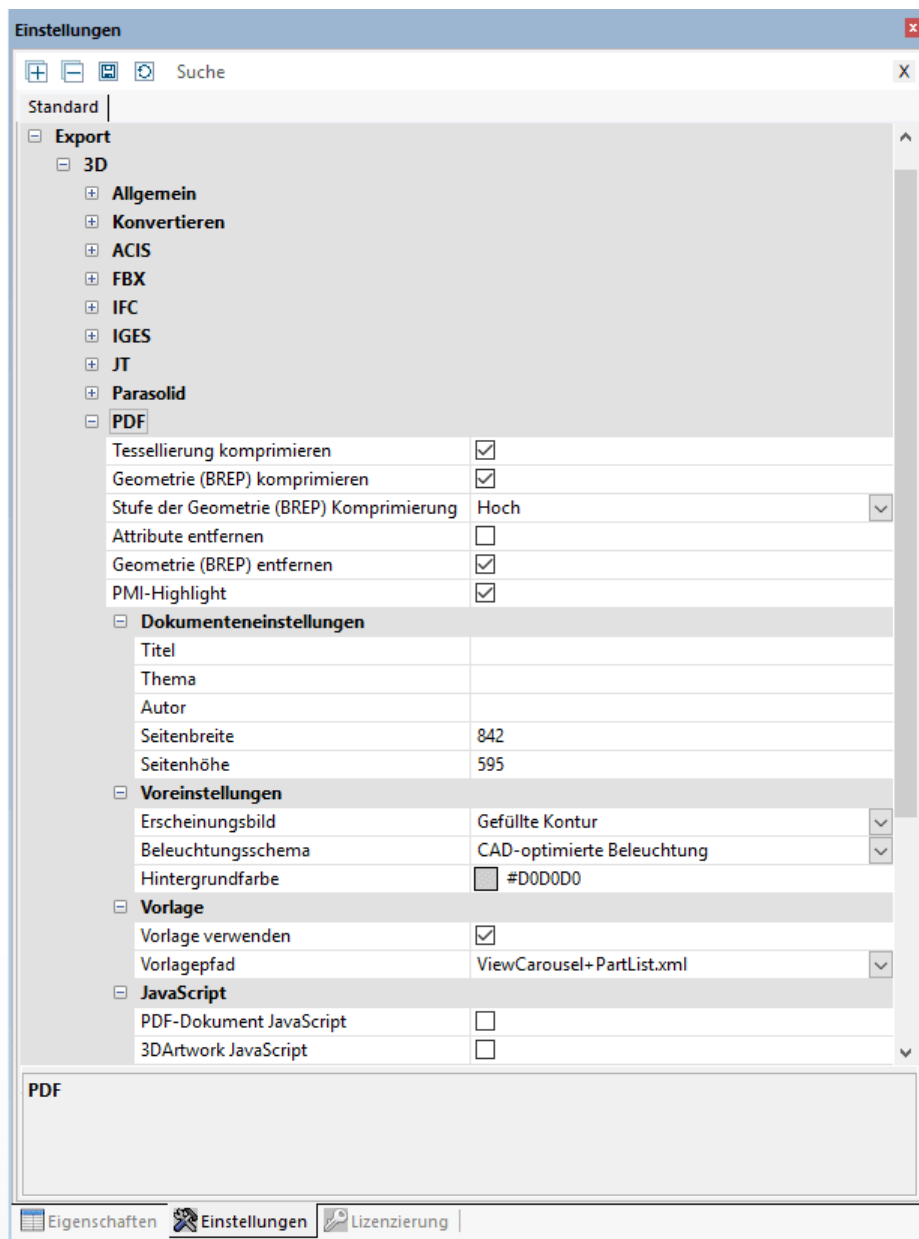 Einstellungen x
Suche X
Standard
Export
3D
Allgemein
Konvertieren
ACIS
FBX
IFC
IGES
JT
Parasolid
PDF
Tessellierung komprimieren
Geometrie (BREP) komprimieren
Stufe der Geometrie (BREP) Komprimierung Hoch
Attribute entfernen
Geometrie (BREP) entfernen
PMI-Highlight
Dokumenteneinstellungen
Titel
Thema
Autor
Seitenbreite 842
Seitenhöhe 595
Voreinstellungen
Erscheinungsbild Gefüllte Kontur
Beleuchtungsschema CAD-optimierte Beleuchtung
Hintergrundfarbe #D0D0D0
Vorlage
Vorlage verwenden
Vorlagepfad ViewCarousel+PartList.xml
JavaScript
PDF-Dokument JavaScript
3DArtwork JavaScript
PDF
Eigenschaften Einstellungen Lizenzierung